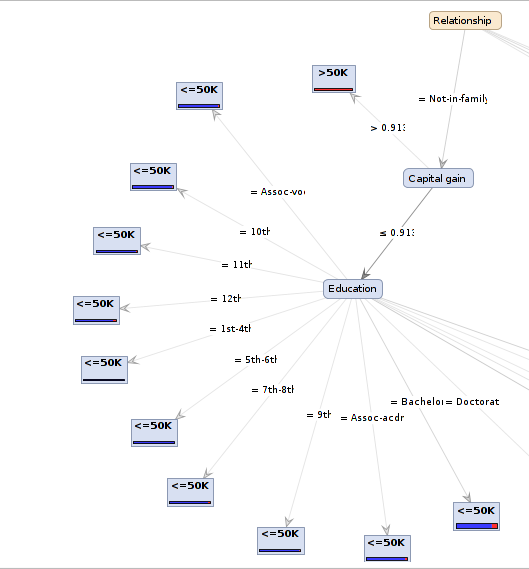 Relationship
>50K
<=50K
= Not-in-family
> 0.913
= Assoc-voc
<=50K
Capital gain
= 10th
≤ 0.913
<=50K
= 11th
Education
<=50K
= 12th
= 1st-4th
<=50K
= 5th-6th
= 7th-8th
= Bachelor
= Doctorat
= 9th
= Assoc-acdm
<=50K
<=50K
<=50K
<=50K
<=50K